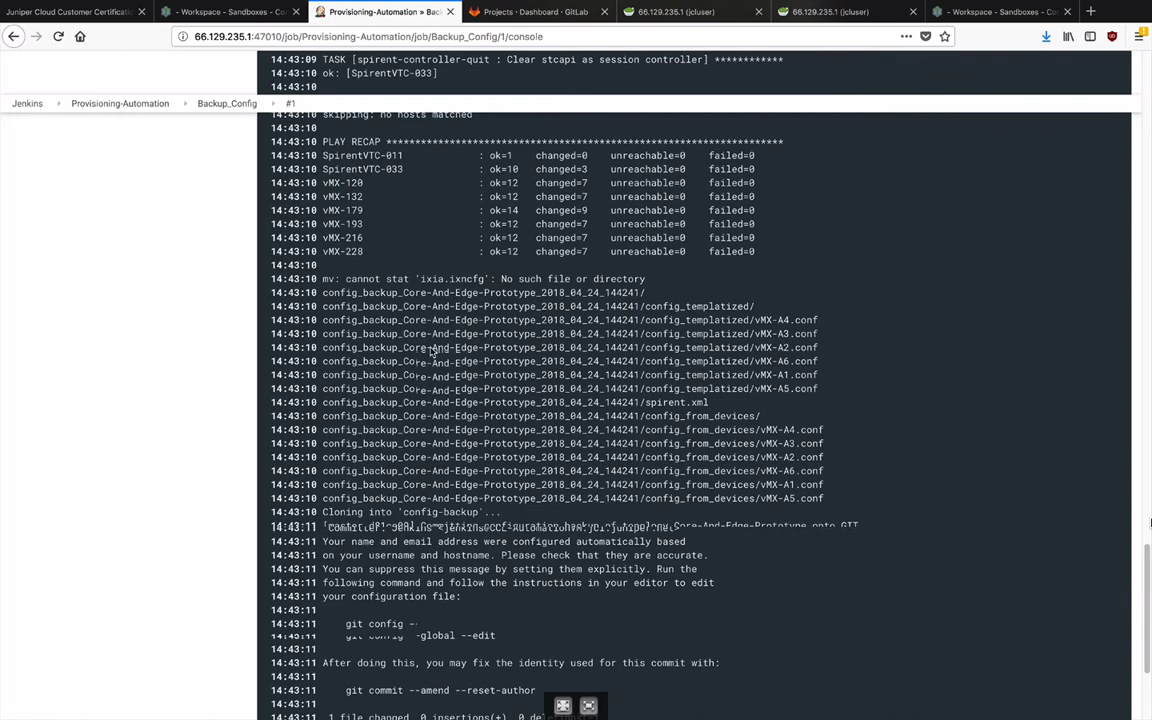 Juniper Cloud Customer Certificati
- Workspace - Sandboxes - cor
Provisioning-Automation » Bac
Projects · Dashboard · GitLab
66.129.235.1 (jcluser)
66.129.235.1 (jcluser)
- Workspace - Sandboxes - cor
66.129.235.1:47010/job/Provisioning-Automation/job/Backup_Config/1/console
14:43:09 TASK [spirent-controller-quit : Clear stcapi as session controller] ************
14:43:09 ok: [SpirentVTC-033]
14:43:10
Jenkins Provisioning-Automation Backup_Config #1
14:43:10 skipping: no hosts matched
14:43:10
14:43:10 PLAY RECAP *********************************************************************
14:43:10 SpirentVTC-011 : ok=1 changed=0 unreachable=0 failed=0
14:43:10 SpirentVTC-033 : ok=10 changed=3 unreachable=0 failed=0
14:43:10 vMX-120 : ok=12 changed=7 unreachable=0 failed=0
14:43:10 vMX-132 : ok=12 changed=7 unreachable=0 failed=0
14:43:10 vMX-179 : ok=14 changed=9 unreachable=0 failed=0
14:43:10 vMX-193 : ok=12 changed=7 unreachable=0 failed=0
14:43:10 vMX-216 : ok=12 changed=7 unreachable=0 failed=0
14:43:10 vMX-228 : ok=12 changed=7 unreachable=0 failed=0
14:43:10
14:43:10 mv: cannot stat 'ixia.ixncfg': No such file or directory
14:43:10 config_backup_Core-And-Edge-Prototype_2018_04_24_144241/
14:43:10 config_backup_Core-And-Edge-Prototype_2018_04_24_144241/config_templatized/
14:43:10 config_backup_Core-And-Edge-Prototype_2018_04_24_144241/config_templatized/vMX-A4.conf
14:43:10 config_backup_Core-And-Edge-Prototype_2018_04_24_144241/config_templatized/vMX-A3.conf
14:43:10 config_backup_Core-And-Edge-Prototype_2018_04_24_144241/config_templatized/vMX-A2.conf
14:43:10 config_backup_Core-And-Edge-Prototype_2018_04_24_144241/config_templatized/vMX-A6.conf
14:43:10 config_backup_Core-And-Edge-Prototype_2018_04_24_144241/config_templatized/vMX-A1.conf
14:43:10 config_backup_Core-And-Edge-Prototype_2018_04_24_144241/config_templatized/vMX-A5.conf
14:43:10 config_backup_Core-And-Edge-Prototype_2018_04_24_144241/spirent.xml
14:43:10 config_backup_Core-And-Edge-Prototype_2018_04_24_144241/config_from_devices/
14:43:10 config_backup_Core-And-Edge-Prototype_2018_04_24_144241/config_from_devices/vMX-A4.conf
14:43:10 config_backup_Core-And-Edge-Prototype_2018_04_24_144241/config_from_devices/vMX-A3.conf
14:43:10 config_backup_Core-And-Edge-Prototype_2018_04_24_144241/config_from_devices/vMX-A2.conf
14:43:10 config_backup_Core-And-Edge-Prototype_2018_04_24_144241/config_from_devices/vMX-A6.conf
14:43:10 config_backup_Core-And-Edge-Prototype_2018_04_24_144241/config_from_devices/vMX-A1.conf
14:43:10 config_backup_Core-And-Edge-Prototype_2018_04_24_144241/config_from_devices/vMX-A5.conf
14:43:10 Cloning into 'config-backup'...
14:43:11 Core-And-Edge-Prototype onto GIT
14:43:11 Your name and email address were configured automatically based
14:43:11 on your username and hostname. Please check that they are accurate.
14:43:11 You can suppress this message by setting them explicitly. Run the
14:43:11 following command and follow the instructions in your editor to edit
14:43:11 your configuration file:
14:43:11
14:43:11 git config -
14:43:11 git config -global --edit
14:43:11
14:43:11 After doing this, you may fix the identity used for this commit with:
14:43:11
14:43:11 git commit --amend --reset-author
14:43:11
14:43:11 1 file changed, 0 insertions(+), 0